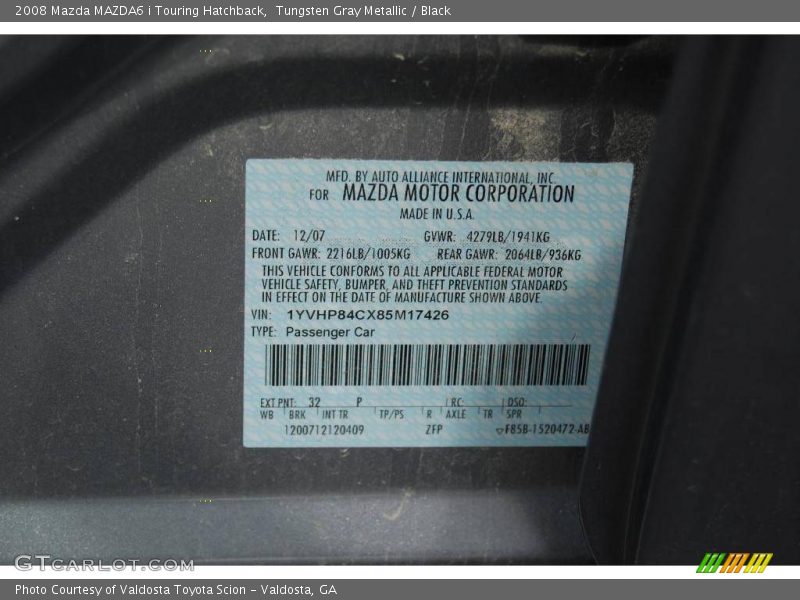 2008 Mazda MAZDA6 i Touring Hatchback,  Tungsten Gray Metallic / Black
MFD. BY AUTO ALLIANCE INTERNATIONAL, INC.
FOR MAZDA MOTOR CORPORATION
MADE IN U.S.A.
DATE: 12/07 GVWR: 4279LB/1941KG
FRONT GAWR: 2216LB/1005KG REAR GAWR: 2064LB/936KG
THIS VEHICLE CONFORMS TO ALL APPLICABLE FEDERAL MOTOR
VEHICLE SAFETY, BUMPER, AND THEFT PREVENTION STANDARDS
IN EFFECT ON THE DATE OF MANUFACTURE SHOWN ABOVE.
VIN: 1YVHP84CX85M17426
TYPE: Passenger Car
EXT PNT: 32 P RC: DSO:
WB BRK INT TR TP/PS R AXLE TR SPR
1200712120409 ZFP F85B-1520472-AB
GTcarlot.com
Photo Courtesy of Valdosta Toyota Scion - Valdosta, GA